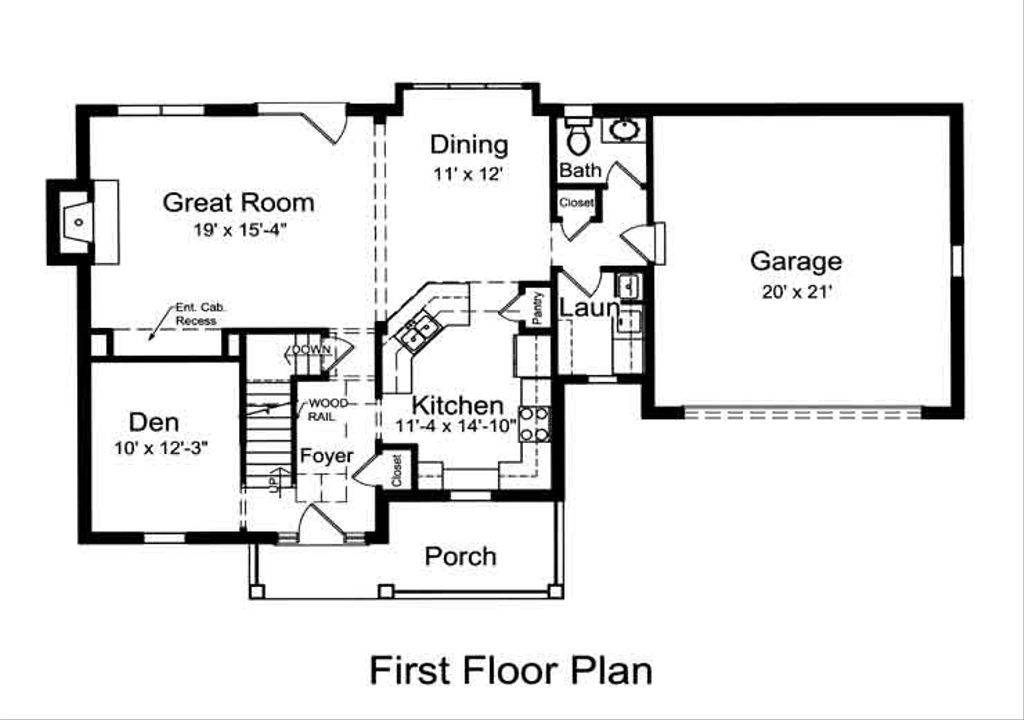 Dining
11' x 12'
Bath
Great Room
19' x 15'-4"
Closet
Garage
20' x 21'
Ent. Cab.
Recess
Pantry
Laun
DOWN
WOOD
RAIL
Kitchen
11'-4 x 14'-10"
Den
10' x 12'-3"
Foyer
Closet
UP
Porch
First Floor Plan